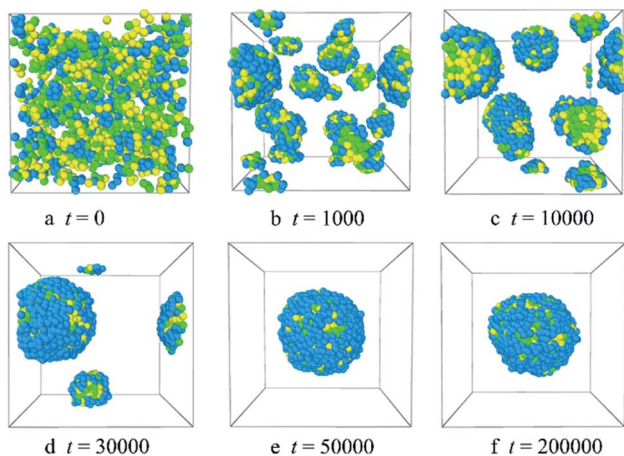 a t = 0
b t = 1000
c t = 10000
d t = 30000
e t = 50000
f t = 200000